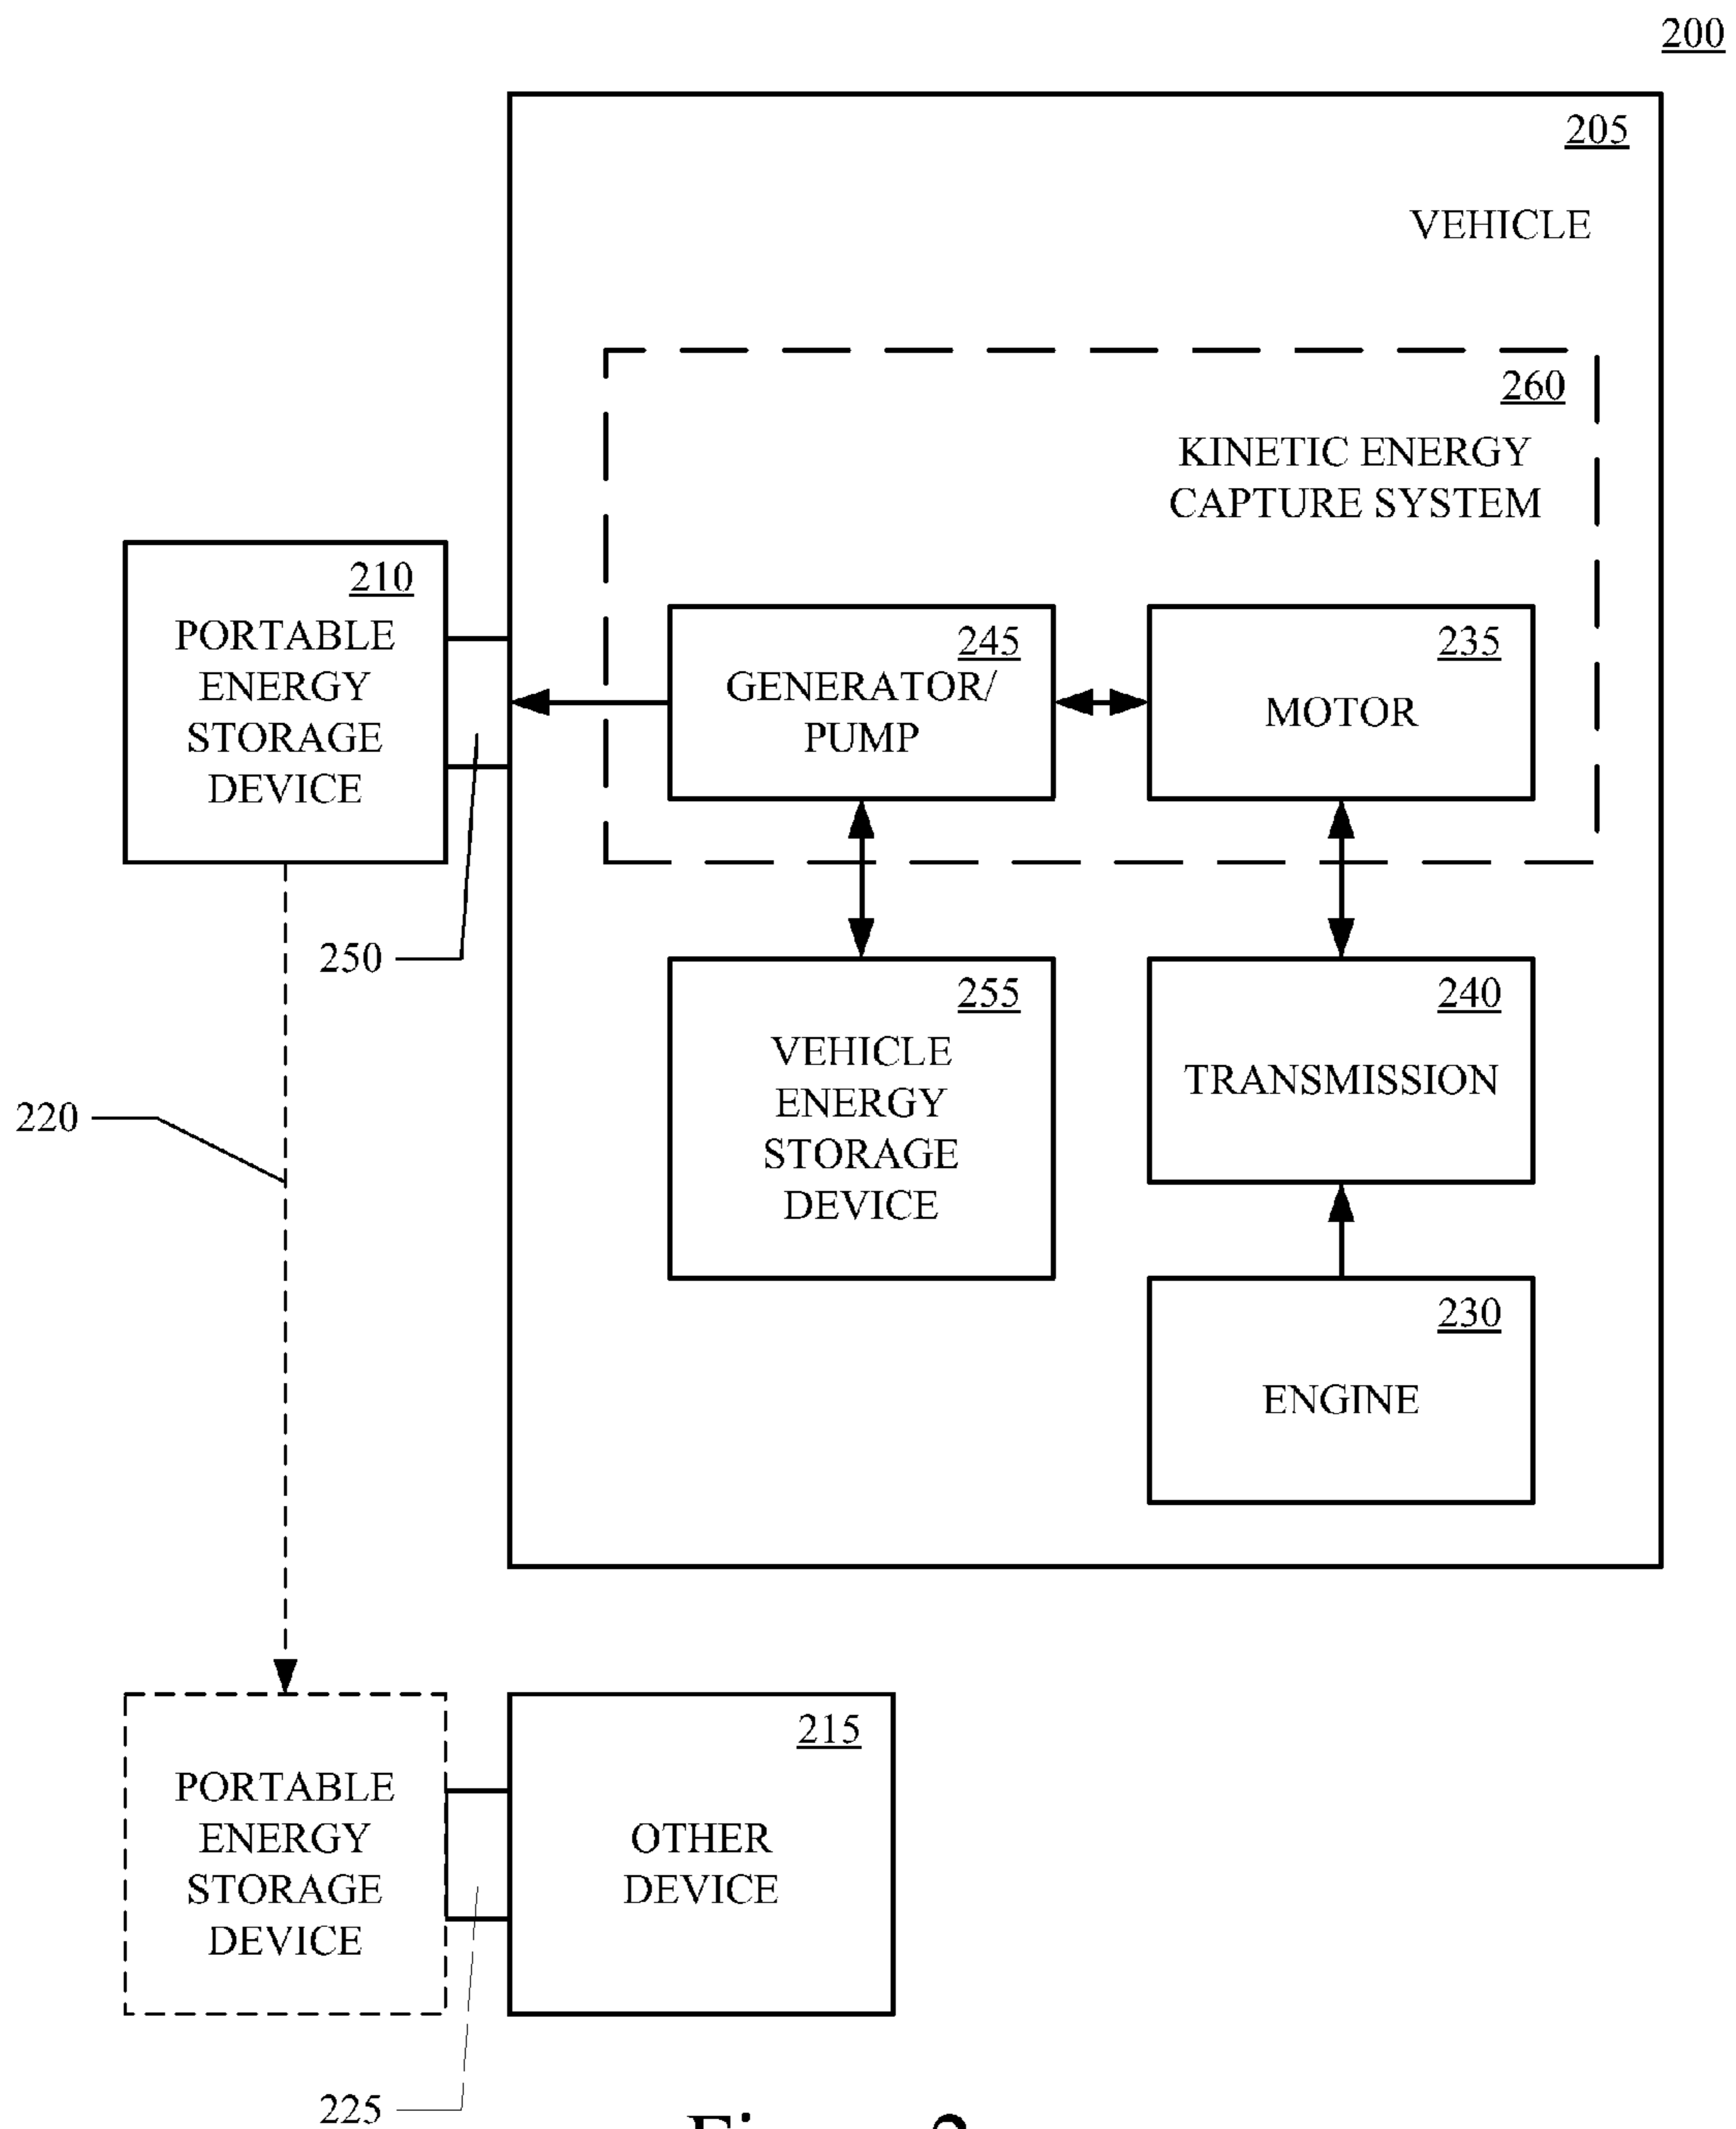 200
205
VEHICLE
260
KINETIC ENERGY
CAPTURE SYSTEM
210
PORTABLE
ENERGY
STORAGE
DEVICE
245
GENERATOR/
PUMP
235
MOTOR
250
255
VEHICLE
ENERGY
STORAGE
DEVICE
240
TRANSMISSION
220
230
ENGINE
PORTABLE
ENERGY
STORAGE
DEVICE
215
OTHER
DEVICE
225